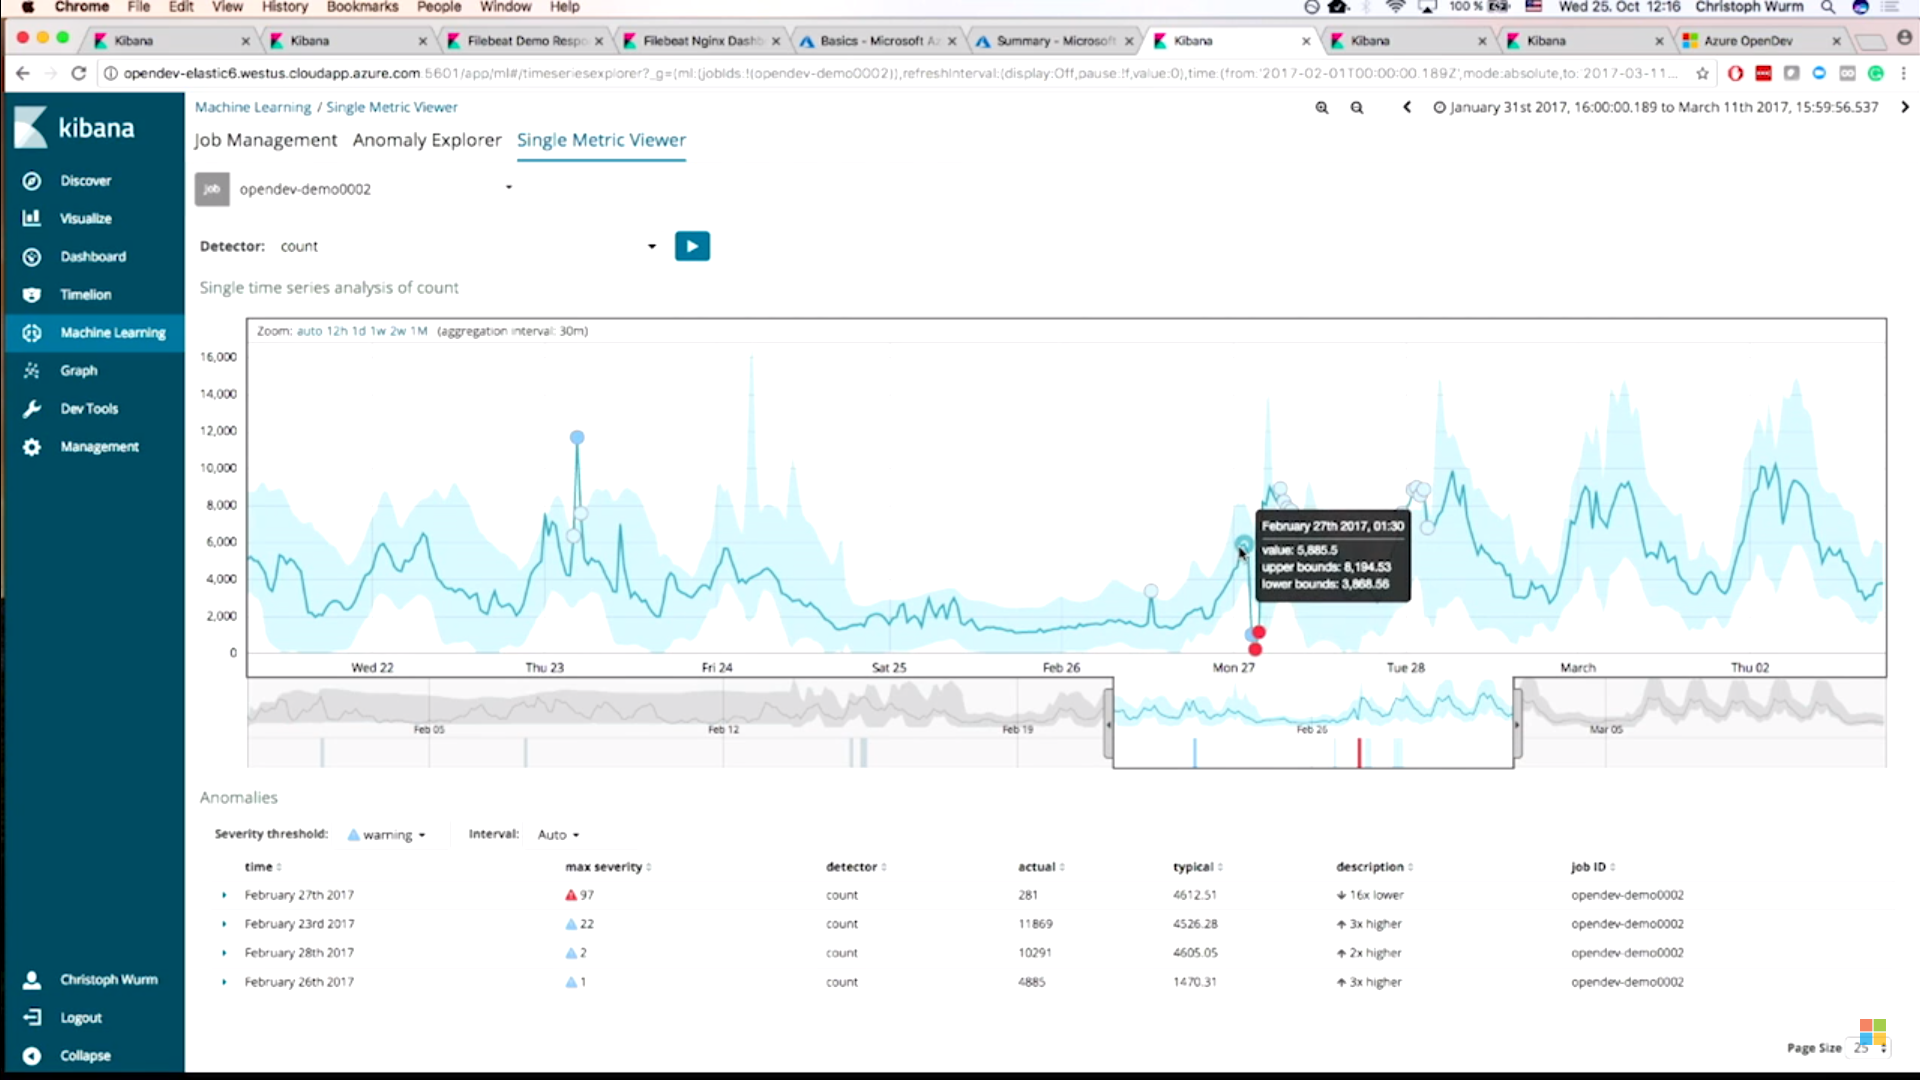 Chrome File Edit View History Bookmarks People Window Help 100 % Wed 25. Oct 12:16 Christoph Wurm
Kibana Kibana Filebeat Demo Respo Filebeat Nginx Dashb Basics - Microsoft Az Summary - Microsoft Kibana Kibana Kibana Azure OpenDev
opendev-elastic6.westus.cloudapp.azure.com:5601/app/ml#/timeseriesexplorer?_g=(ml:(jobIds:!(opendev-demo0002)),refreshInterval:(display:Off,pause:!f,value:0),time:(from:'2017-02-01T00:00:00.189Z',mode:absolute,to:'2017-03-11...
kibana
Discover
Visualize
Dashboard
Timelion
Machine Learning
Graph
Dev Tools
Management
Christoph Wurm
Logout
Collapse
Machine Learning / Single Metric Viewer
January 31st 2017, 16:00:00.189 to March 11th 2017, 15:59:56.537
Job Management Anomaly Explorer Single Metric Viewer
job opendev-demo0002
Detector: count
Single time series analysis of count
Zoom: auto 12h 1d 1w 2w 1M (aggregation interval: 30m)
16,000
14,000
12,000
10,000
8,000
6,000
4,000
2,000
0
February 27th 2017, 01:30
value: 5,885.5
upper bounds: 8,194.53
lower bounds: 3,868.56
Wed 22 Thu 23 Fri 24 Sat 25 Feb 26 Mon 27 Tue 28 March Thu 02
Feb 05 Feb 12 Feb 19 Feb 26 Mar 05
Anomalies
Severity threshold: warning Interval: Auto
time max severity detector actual typical description job ID
February 27th 2017 97 count 281 4612.51 16x lower opendev-demo0002
February 23rd 2017 22 count 11869 4526.28 3x higher opendev-demo0002
February 28th 2017 2 count 10291 4605.05 2x higher opendev-demo0002
February 26th 2017 1 count 4885 1470.31 3x higher opendev-demo0002
Page Size 25